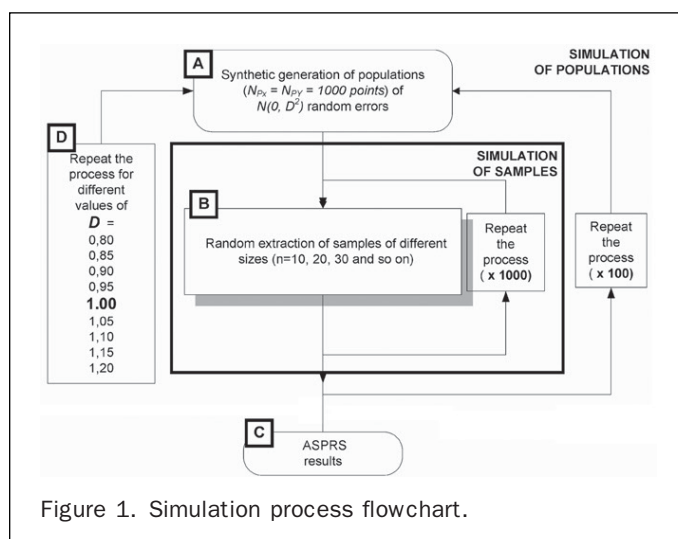 A
Synthetic generation of populations
(NPx = NPY = 1000 points) of
N(0, D²) random errors
SIMULATION
OF POPULATIONS
D
Repeat the
process for
different
values of
D =
0,80
0,85
0,90
0,95
1.00
1,05
1,10
1,15
1,20
SIMULATION
OF SAMPLES
B
Random extraction of samples of different
sizes (n=10, 20, 30 and so on)
Repeat
the
process
( x 1000)
Repeat
the
process
( x 100)
C
ASPRS
results
Figure 1. Simulation process flowchart.